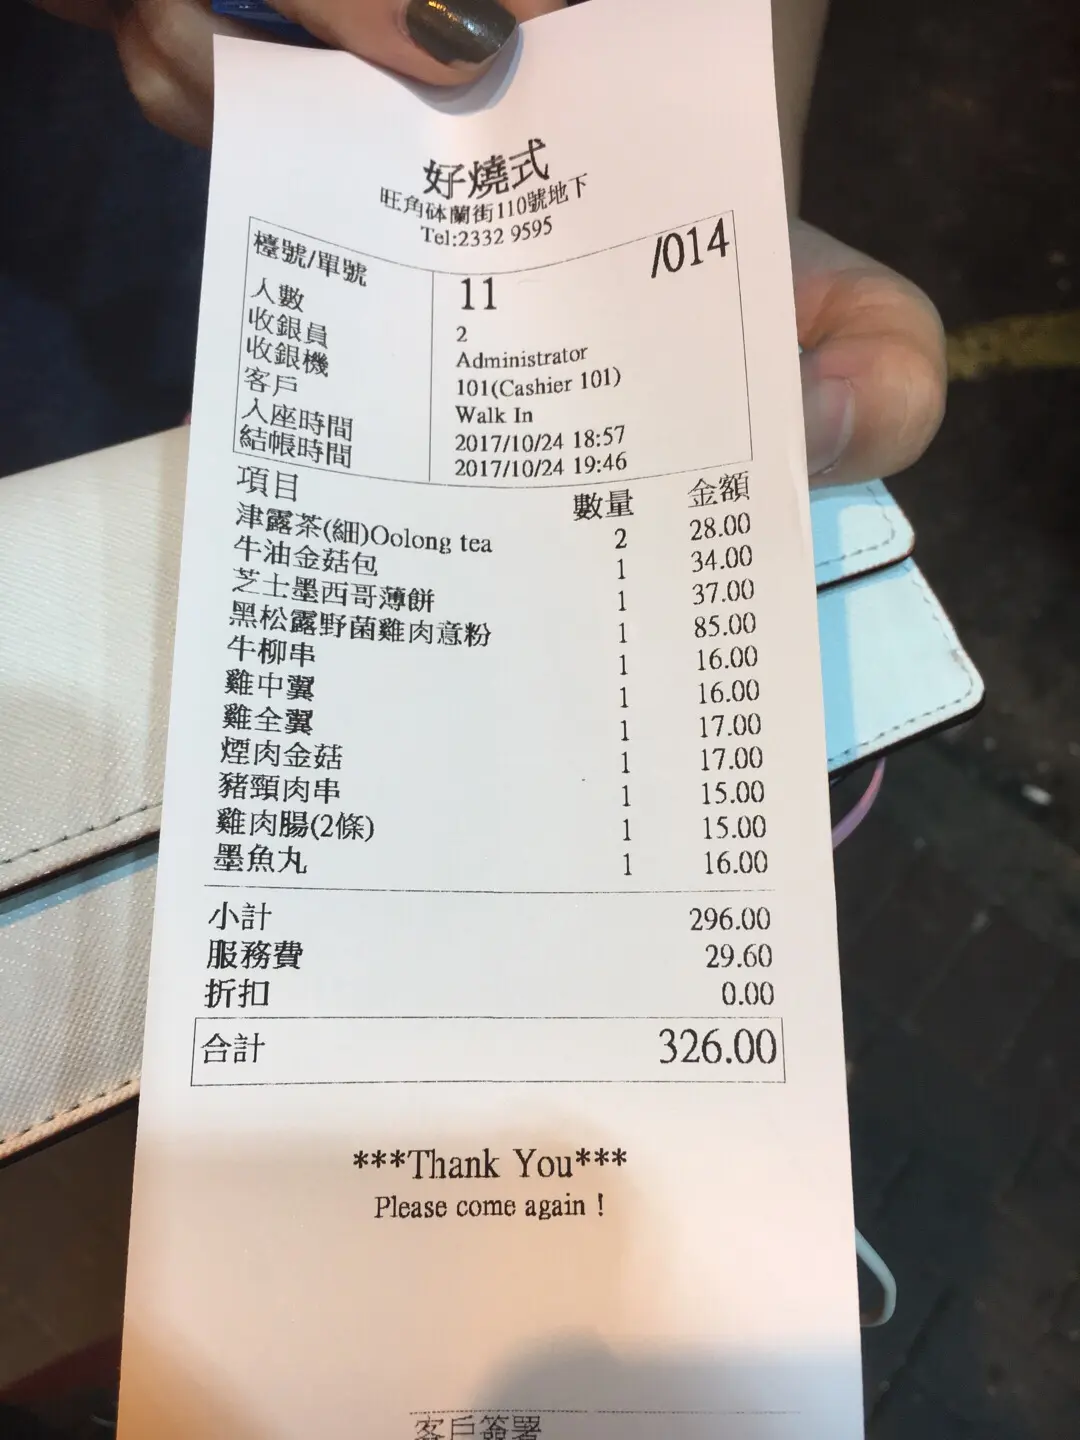 好燒式
旺角砵蘭街110號地下
Tel:2332 9595
檯號/單號 11 /014
人數 2
收銀員 Administrator
收銀機 101(Cashier 101)
客戶 Walk In
入座時間 2017/10/24 18:57
結帳時間 2017/10/24 19:46
項目 數量 金額
津露茶(細)Oolong tea 2 28.00
牛油金菇包 1 34.00
芝士墨西哥薄餅 1 37.00
黑松露野菌雞肉意粉 1 85.00
牛柳串 1 16.00
雞中翼 1 16.00
雞全翼 1 17.00
煙肉金菇 1 17.00
豬頸肉串 1 15.00
雞肉腸(2條) 1 15.00
墨魚丸 1 16.00
小計 296.00
服務費 29.60
折扣 0.00
合計 326.00
***Thank You***
Please come again !
客戶簽署